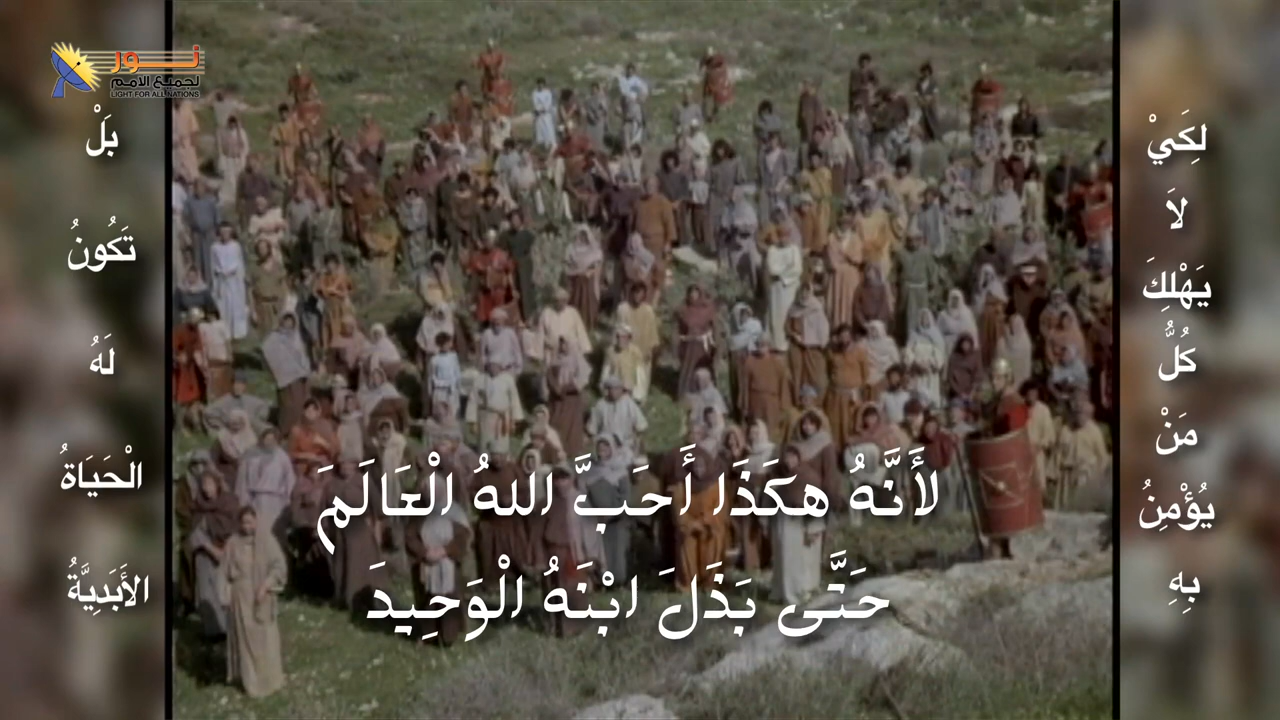 نور
لجميع الأمم
LIGHT FOR ALL NATIONS
لأَنَّهُ هكَذَا أَحَبَّ اللهُ الْعَالَمَ
حَتَّى بَذَلَ ابْنَهُ الْوَحِيدَ
لِكَيْ
لاَ
يَهْلِكَ
كُلُّ
مَنْ
يُؤْمِنُ
بِهِ
بَلْ
تَكُونُ
لَهُ
الْحَيَاةُ
الأَبَدِيَّةُ